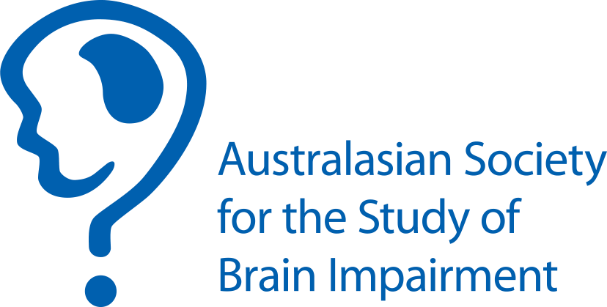 Australasian Society
for the Study of
Brain Impairment